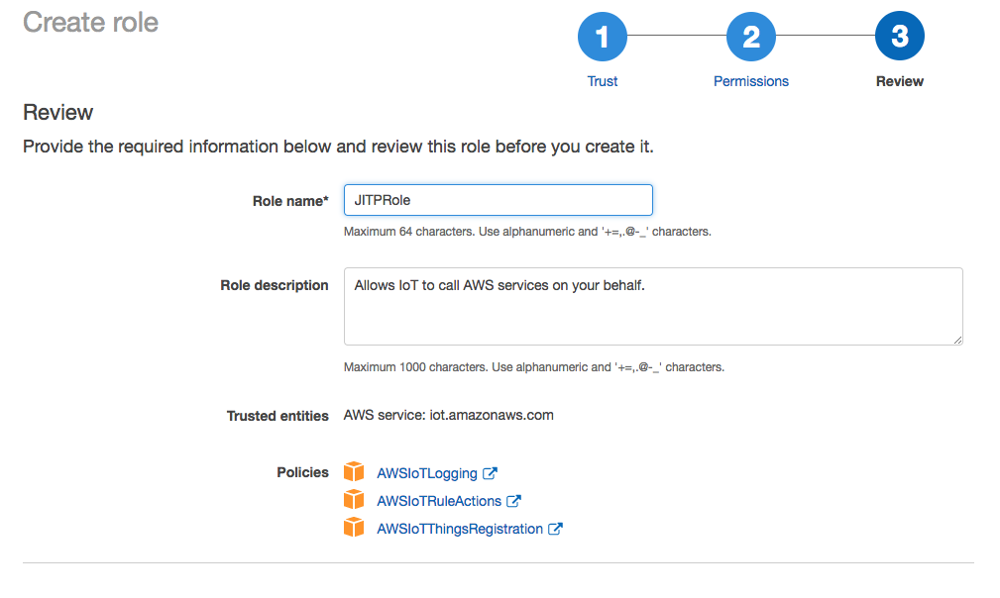 Create role
1
2
3
Trust
Permissions
Review
Review
Provide the required information below and review this role before you create it.
Role name* JITPRole
Maximum 64 characters. Use alphanumeric and '+=,.@-_' characters.
Role description Allows IoT to call AWS services on your behalf.
Maximum 1000 characters. Use alphanumeric and '+=,.@-_' characters.
Trusted entities AWS service: iot.amazonaws.com
Policies AWSIoTLogging
AWSIoTRuleActions
AWSIoTThingsRegistration